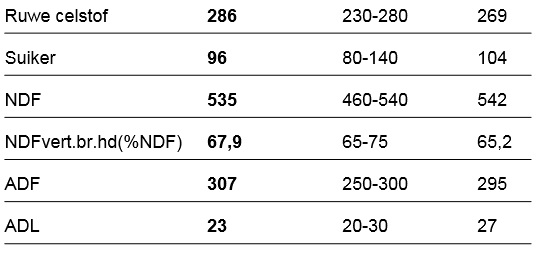 Ruwe celstof 286 230-280 269
Suiker 96 80-140 104
NDF 535 460-540 542
NDFvert.br.hd(%NDF) 67,9 65-75 65,2
ADF 307 250-300 295
ADL 23 20-30 27